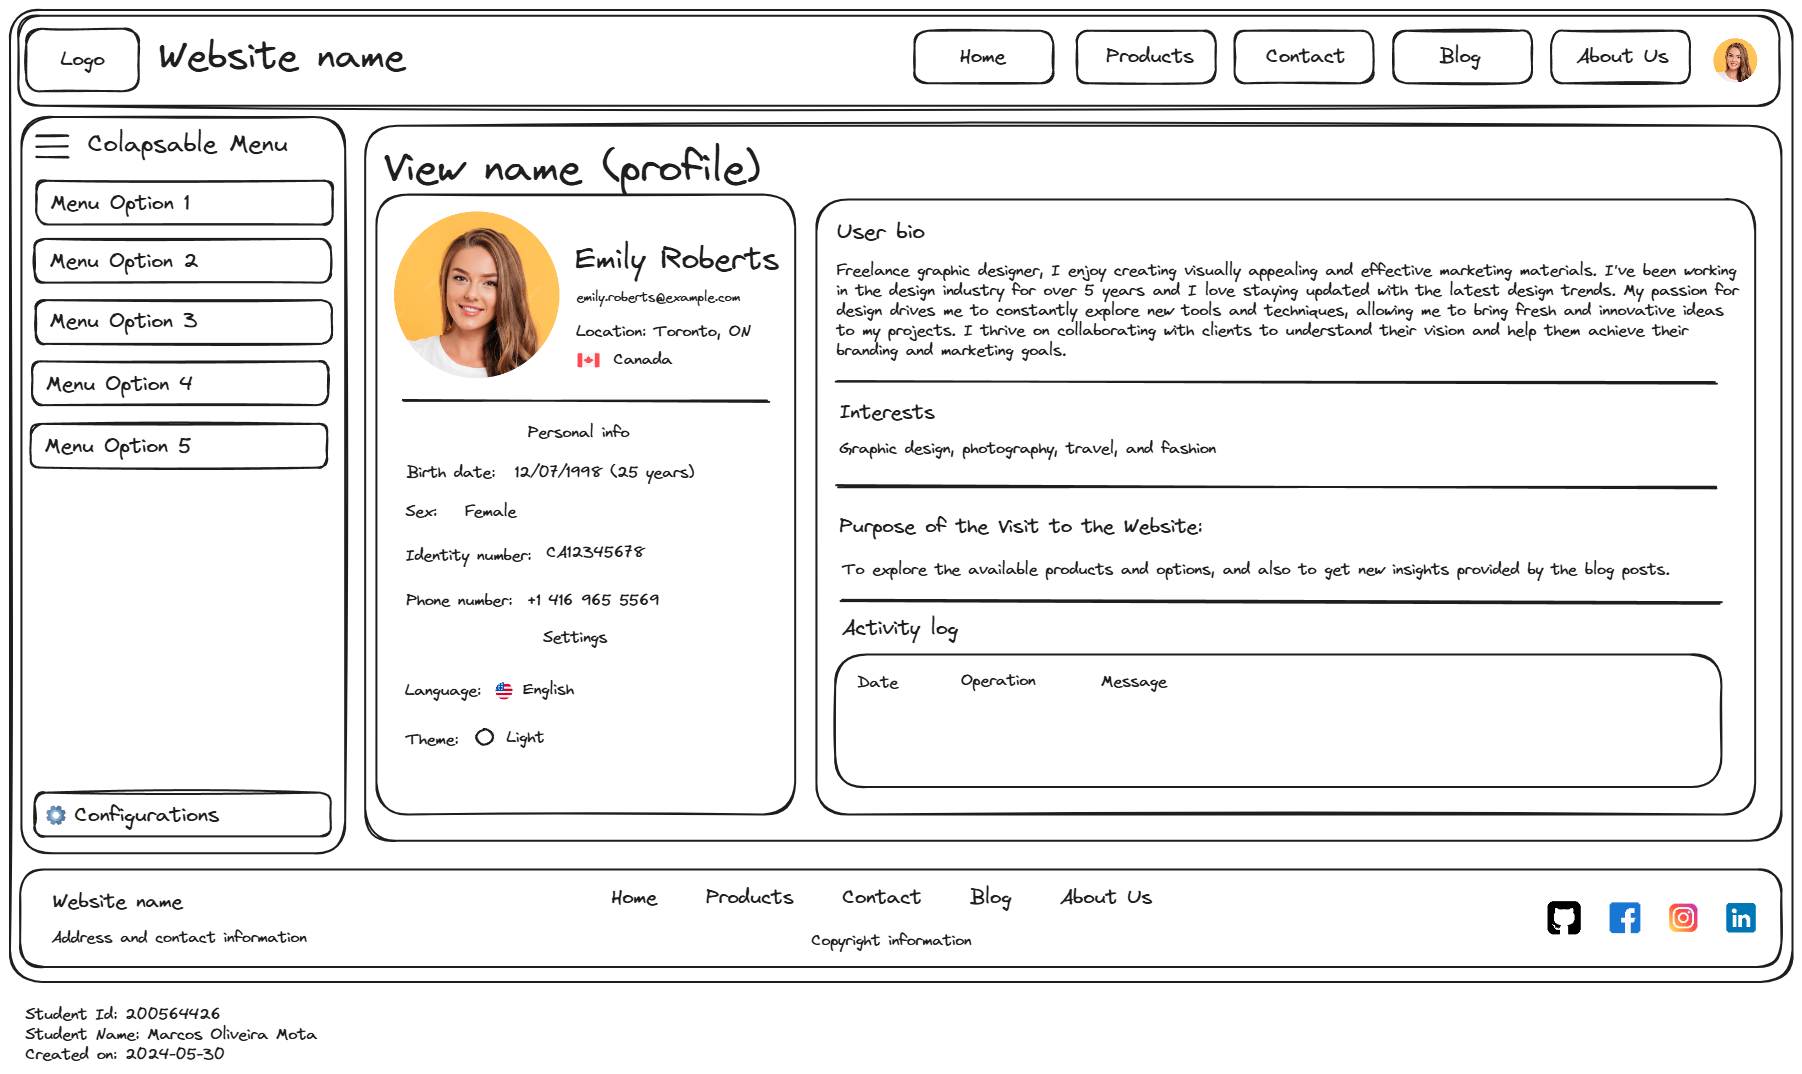 Logo
Website name
Home
Products
Contact
Blog
About Us
Colapsable Menu
Menu Option 1
Menu Option 2
Menu Option 3
Menu Option 4
Menu Option 5
Configurations
View name (profile)
Emily Roberts
emily.roberts@example.com
Location: Toronto, ON
Canada
Personal info
Birth date: 12/07/1998 (25 years)
Sex: Female
Identity number: CA12345678
Phone number: +1 416 965 5569
Settings
Language: English
Theme: Light
User bio
Freelance graphic designer, I enjoy creating visually appealing and effective marketing materials. I've been working
in the design industry for over 5 years and I love staying updated with the latest design trends. My passion for
design drives me to constantly explore new tools and techniques, allowing me to bring fresh and innovative ideas
to my projects. I thrive on collaborating with clients to understand their vision and help them achieve their
branding and marketing goals.
Interests
Graphic design, photography, travel, and fashion
Purpose of the Visit to the Website:
To explore the available products and options, and also to get new insights provided by the blog posts.
Activity log
Date Operation Message
Website name
Address and contact information
Home Products Contact Blog About Us
Copyright information
in
Student Id: 200564426
Student Name: Marcos Oliveira Mota
Created on: 2024-05-30